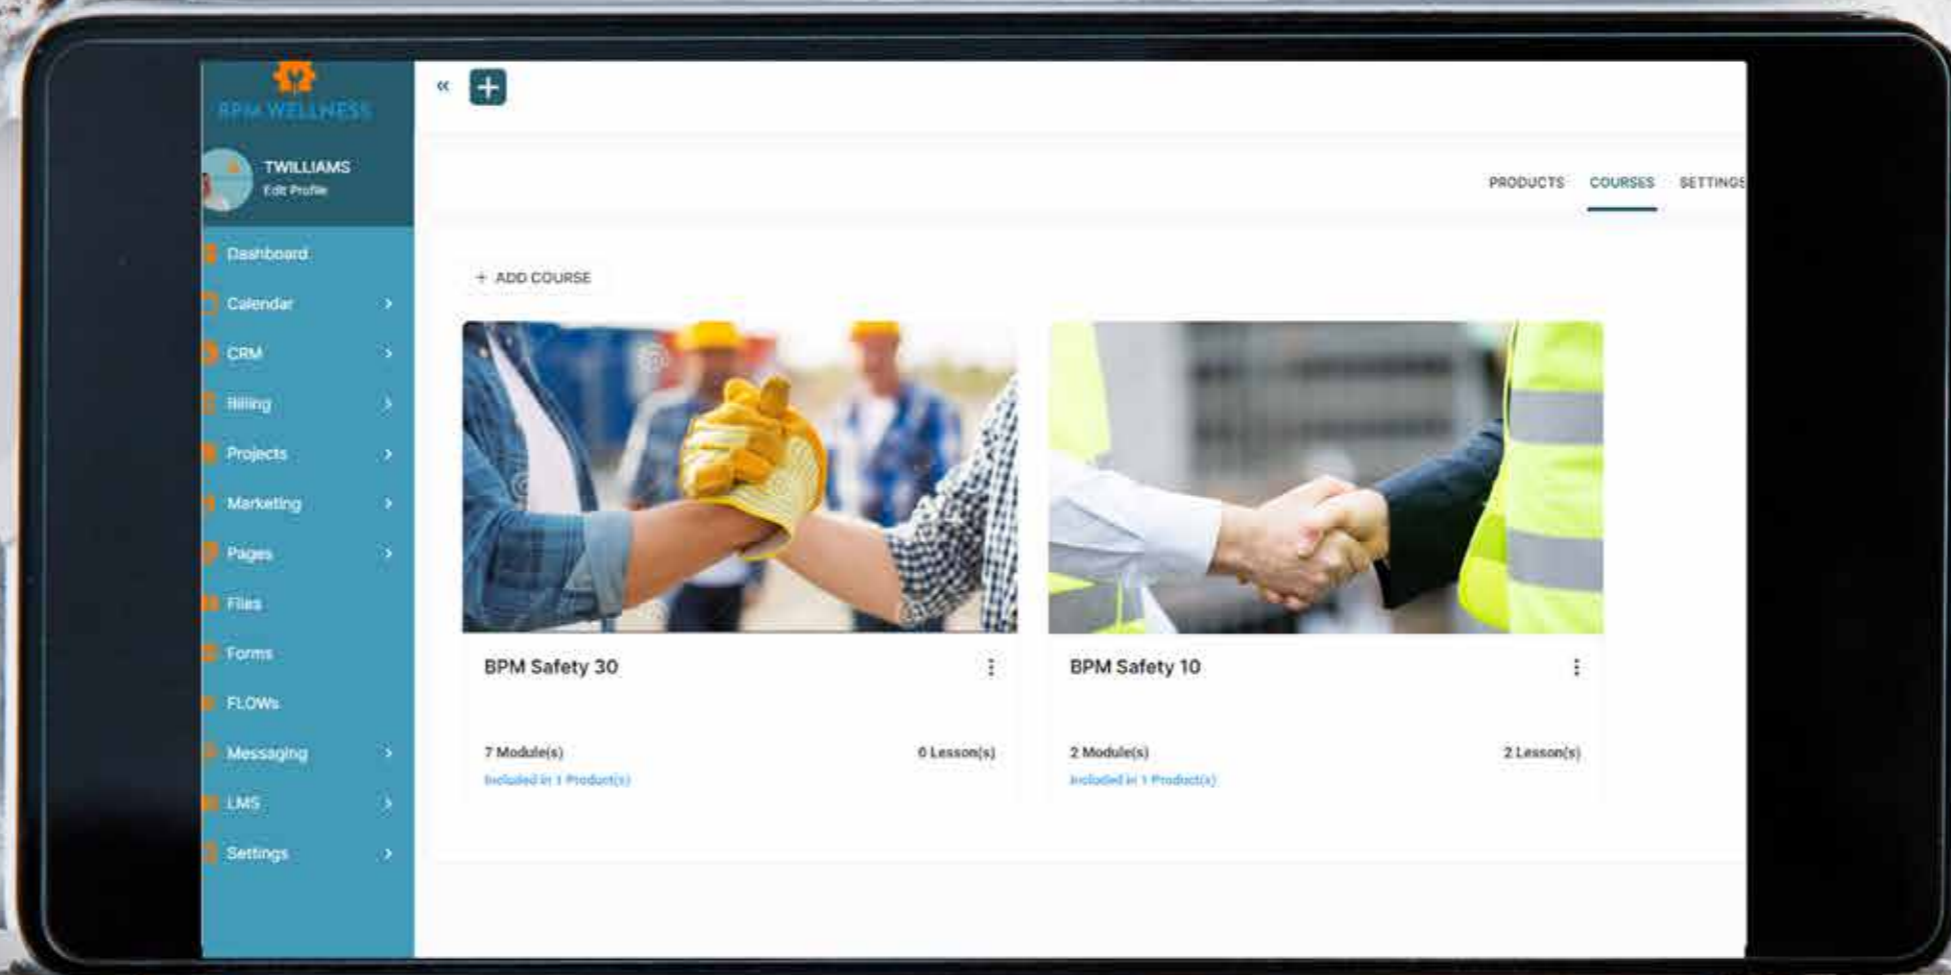 BPM WELLNESS
TWILLIAMS
Edit Profile
Dashboard
Calendar
CRM
Billing
Projects
Marketing
Pages
Files
Forms
FLOWs
Messaging
LMS
Settings
PRODUCTS COURSES SETTINGS
+ ADD COURSE
BPM Safety 30
7 Module(s) 0 Lesson(s)
Included in 1 Product(s)
BPM Safety 10
2 Module(s) 2 Lesson(s)
Included in 1 Product(s)